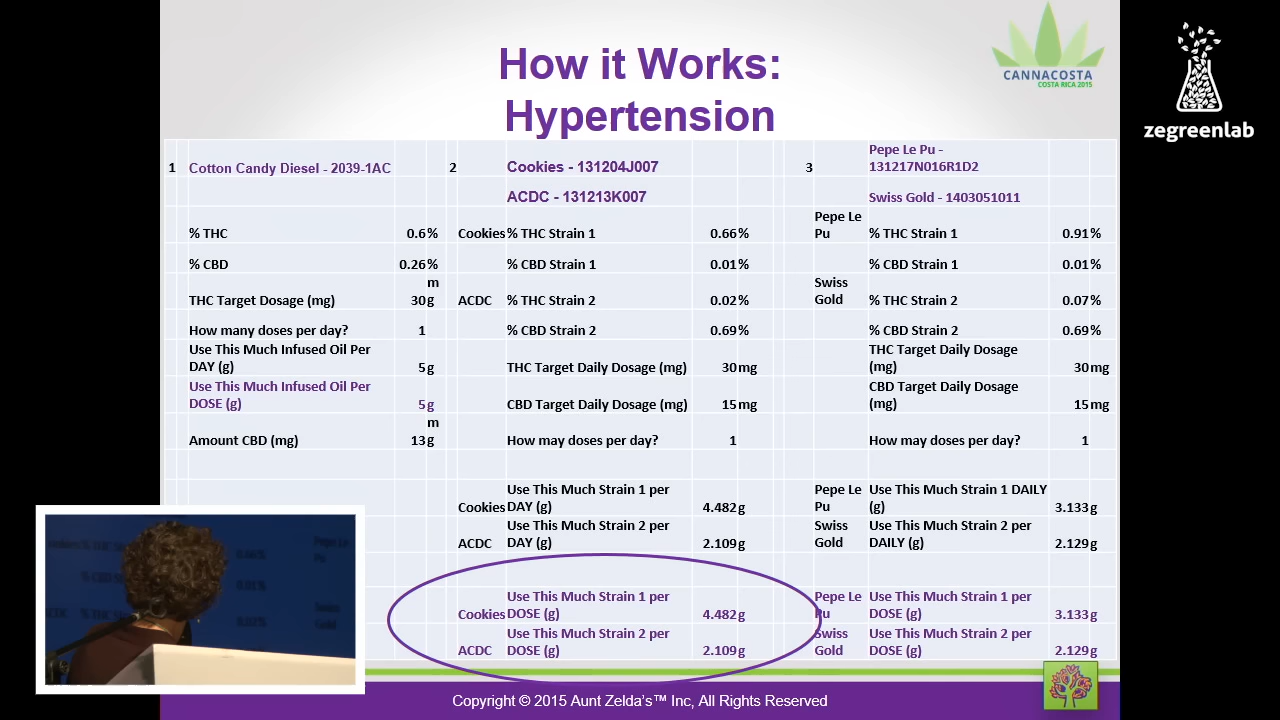 How it Works:
Hypertension
CANNACOSTA
COSTA RICA 2015
zegreenlab
1 Cotton Candy Diesel - 2039-1AC 2 Cookies - 131204J007 3 Pepe Le Pu -
131217N016R1D2
ACDC - 131213K007 Swiss Gold - 1403051011
% THC 0.6% Cookies % THC Strain 1 0.66% Pepe Le
Pu % THC Strain 1 0.91%
% CBD 0.26% % CBD Strain 1 0.01% % CBD Strain 1 0.01%
THC Target Dosage (mg) 30 m
g ACDC % THC Strain 2 0.02% Swiss
Gold % THC Strain 2 0.07%
How many doses per day? 1 % CBD Strain 2 0.69% % CBD Strain 2 0.69%
Use This Much Infused Oil Per
DAY (g) 5g THC Target Daily Dosage (mg) 30mg THC Target Daily Dosage
(mg) 30mg
Use This Much Infused Oil Per
DOSE (g) 5g CBD Target Daily Dosage (mg) 15mg CBD Target Daily Dosage
(mg) 15mg
Amount CBD (mg) 13 m
g How may doses per day? 1 How may doses per day? 1
Cookies Use This Much Strain 1 per
DAY (g) 4.482g Pepe Le
Pu Use This Much Strain 1 DAILY
(g) 3.133g
ACDC Use This Much Strain 2 per
DAY (g) 2.109g Swiss
Gold Use This Much Strain 2 per
DAILY (g) 2.129g
Cookies Use This Much Strain 1 per
DOSE (g) 4.482g Pepe Le
Pu Use This Much Strain 1 per
DOSE (g) 3.133g
ACDC Use This Much Strain 2 per
DOSE (g) 2.109g Swiss
Gold Use This Much Strain 2 per
DOSE (g) 2.129g
Copyright © 2015 Aunt Zelda's™ Inc, All Rights Reserved